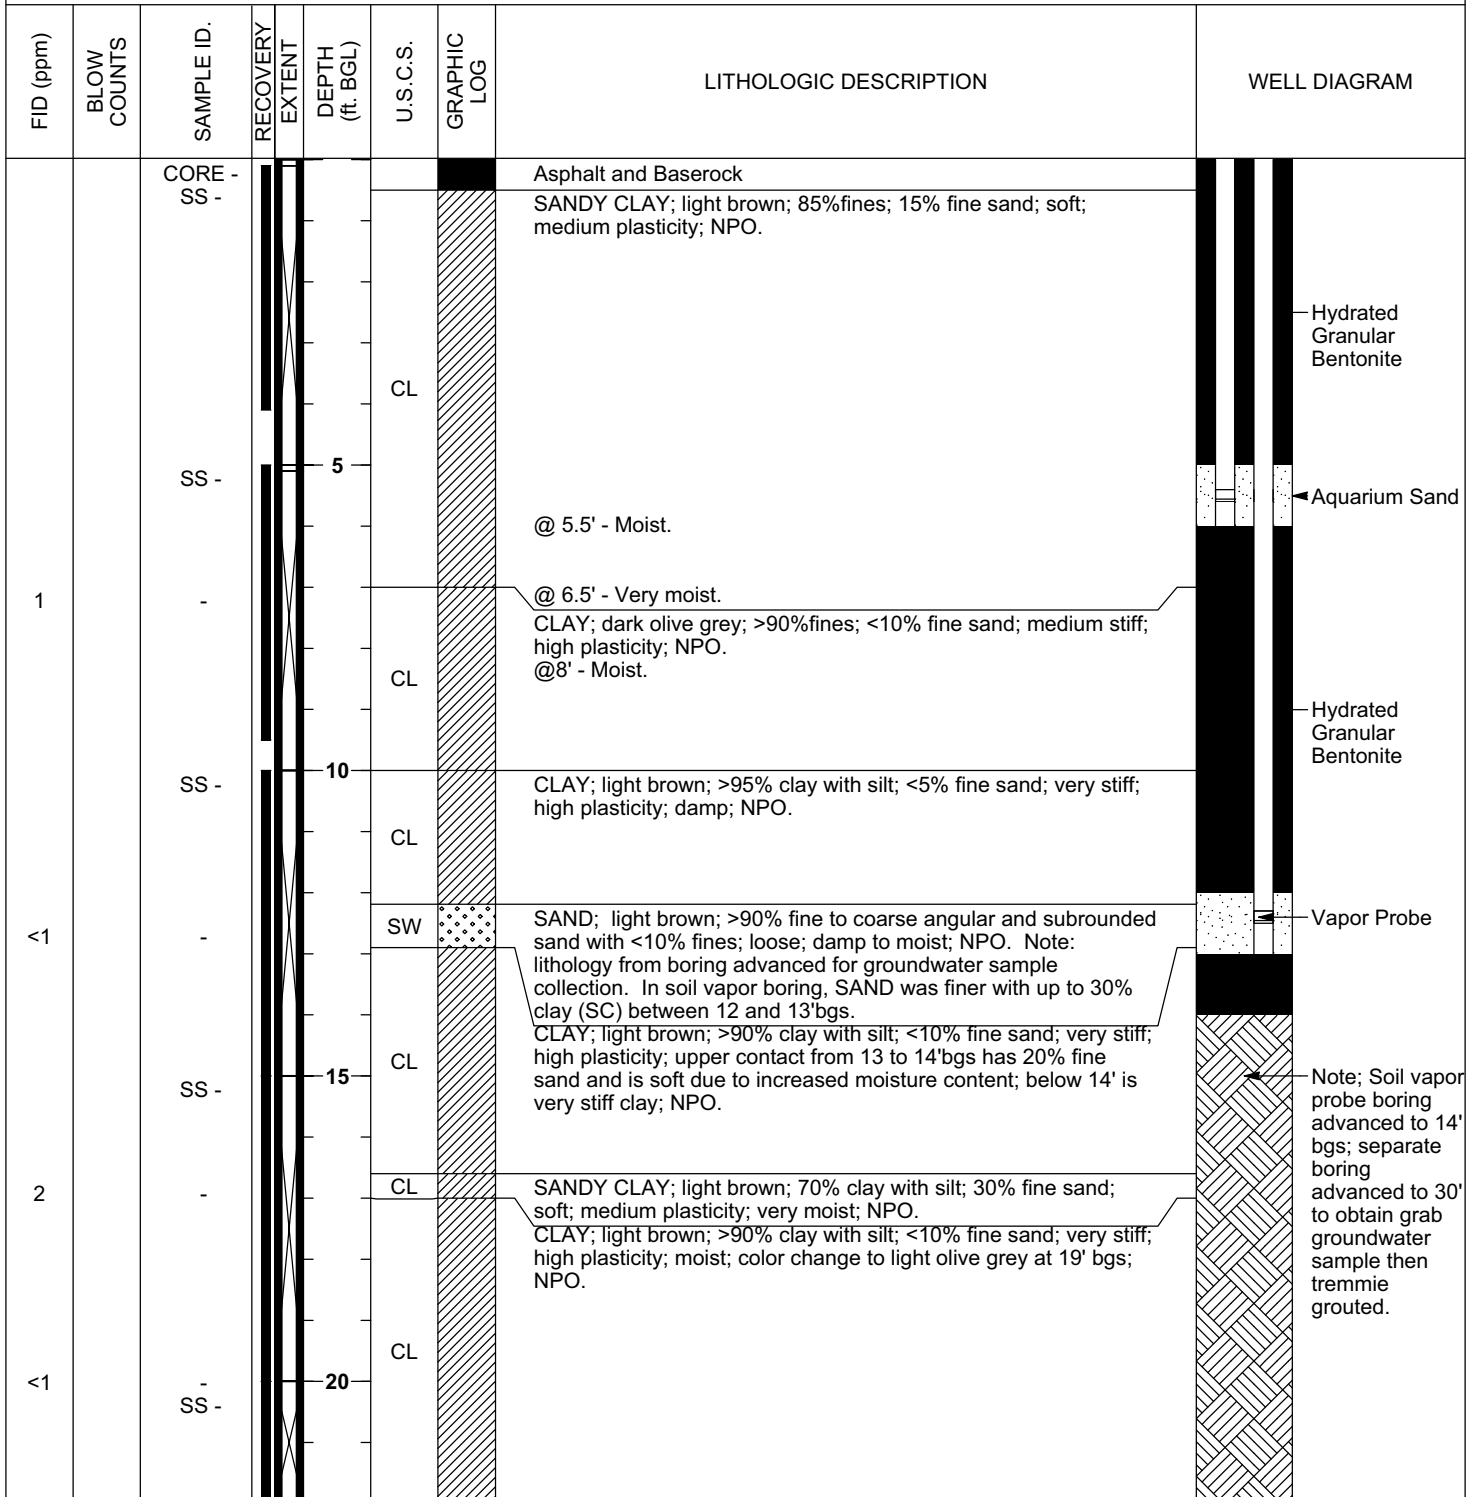 FID (ppm)
BLOW
COUNTS
SAMPLE ID.
RECOVERY
EXTENT
DEPTH
(ft. BGL)
U.S.C.S.
GRAPHIC
LOG
LITHOLOGIC DESCRIPTION
WELL DIAGRAM
CORE -
Asphalt and Baserock
SS -
SANDY CLAY; light brown; 85%fines; 15% fine sand; soft;
medium plasticity; NPO.
Hydrated
Granular
Bentonite
CL
5
SS -
Aquarium Sand
@ 5.5' - Moist.
1
-
@ 6.5' - Very moist.
CLAY; dark olive grey; >90%fines; <10% fine sand; medium stiff;
high plasticity; NPO.
@8' - Moist.
CL
Hydrated
Granular
Bentonite
10
SS -
CLAY; light brown; >95% clay with silt; <5% fine sand; very stiff;
high plasticity; damp; NPO.
CL
SW
SAND;  light brown; >90% fine to coarse angular and subrounded
sand with <10% fines; loose; damp to moist; NPO.  Note:
lithology from boring advanced for groundwater sample
collection.  In soil vapor boring, SAND was finer with up to 30%
clay (SC) between 12 and 13'bgs.
Vapor Probe
<1
-
CLAY; light brown; >90% clay with silt; <10% fine sand; very stiff;
high plasticity; upper contact from 13 to 14'bgs has 20% fine
sand and is soft due to increased moisture content; below 14' is
very stiff clay; NPO.
CL
15
SS -
Note; Soil vapor
probe boring
advanced to 14'
bgs; separate
boring
advanced to 30'
to obtain grab
groundwater
sample then
tremmie
grouted.
2
-
CL
SANDY CLAY; light brown; 70% clay with silt; 30% fine sand;
soft; medium plasticity; very moist; NPO.
CLAY; light brown; >90% clay with silt; <10% fine sand; very stiff;
high plasticity; moist; color change to light olive grey at 19' bgs;
NPO.
CL
<1
-
20
SS -